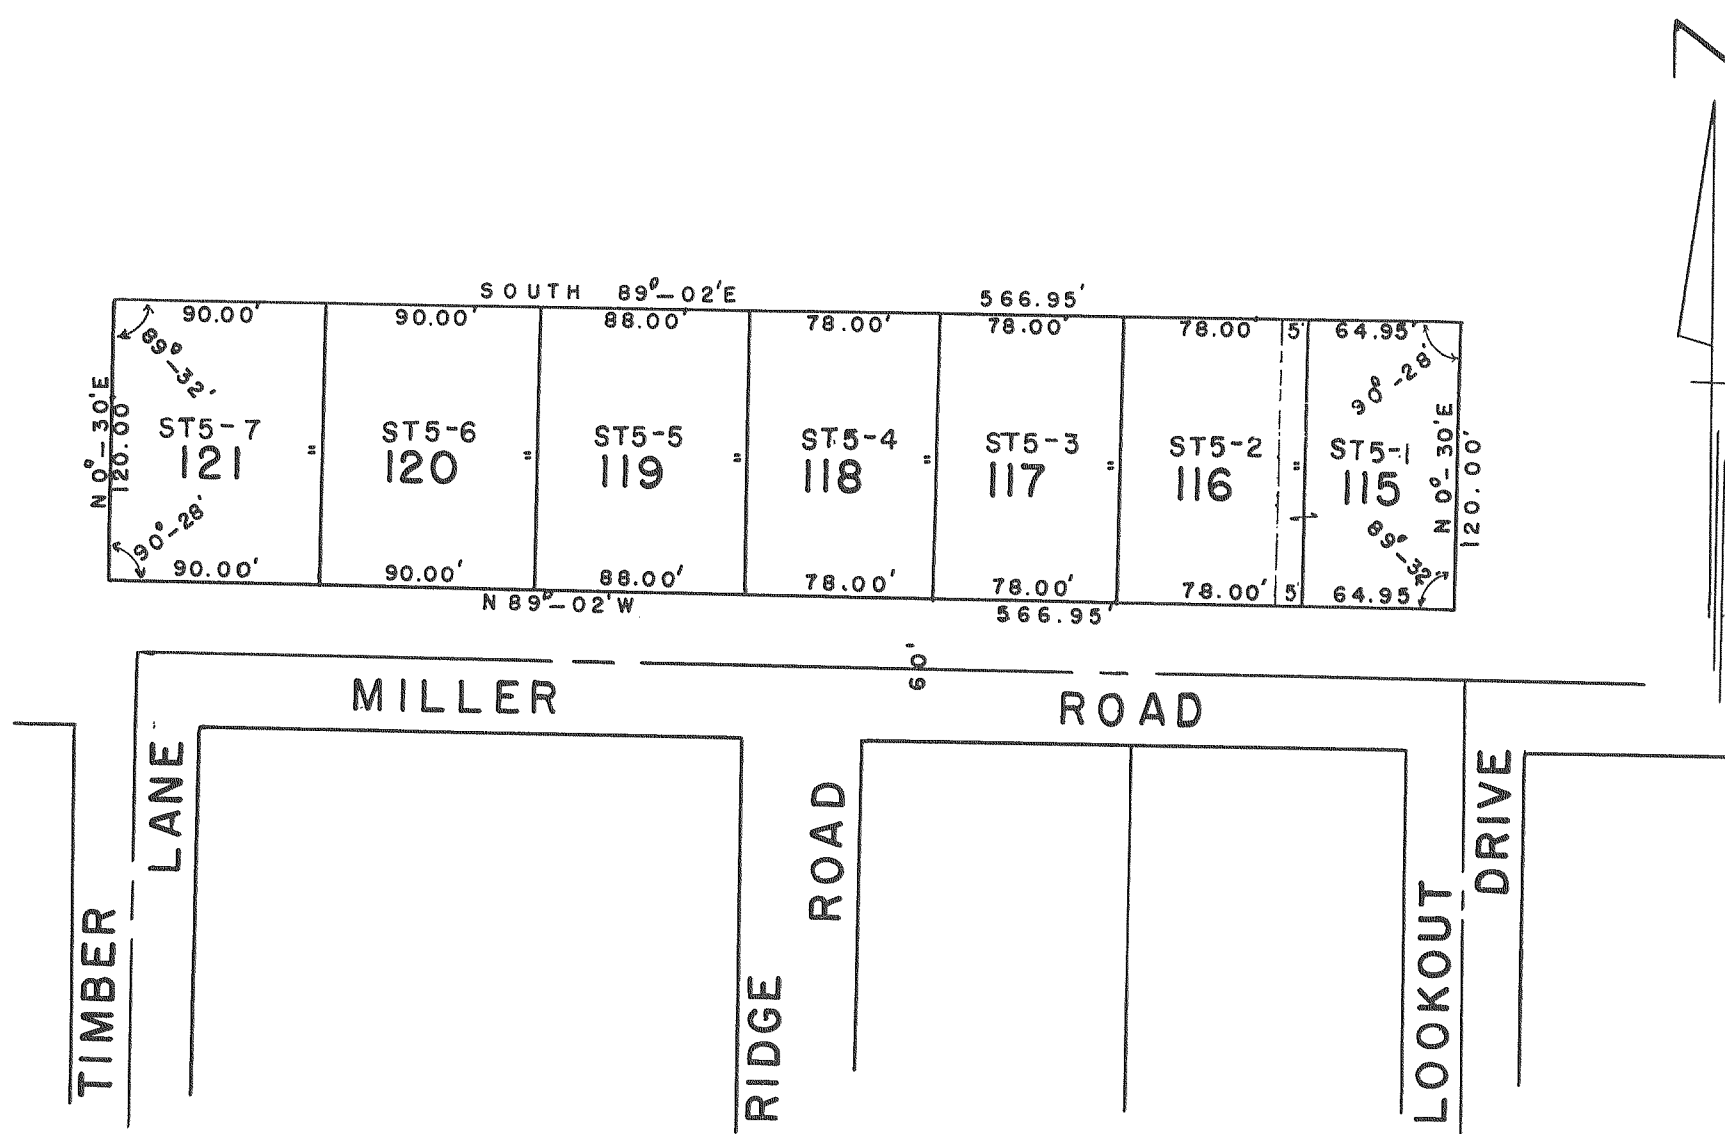 SOUTH 89°-02'E 566.95'
90.00' 90.00' 88.00' 78.00' 78.00' 78.00' 5' 64.95'
89°-32' 90°-28'
N 0°-30'E
120.00'
ST5-7 ST5-6 ST5-5 ST5-4 ST5-3 ST5-2 ST5-1
121 120 119 118 117 116 115
" " " " " "
N 0°-30'E
120.00'
90°-28' 89°-32'
90.00' 90.00' 88.00' 78.00' 78.00' 78.00' 5' 64.95'
N 89°-02'W 566.95'
60'
MILLER ROAD
TIMBER LANE
RIDGE ROAD
LOOKOUT DRIVE